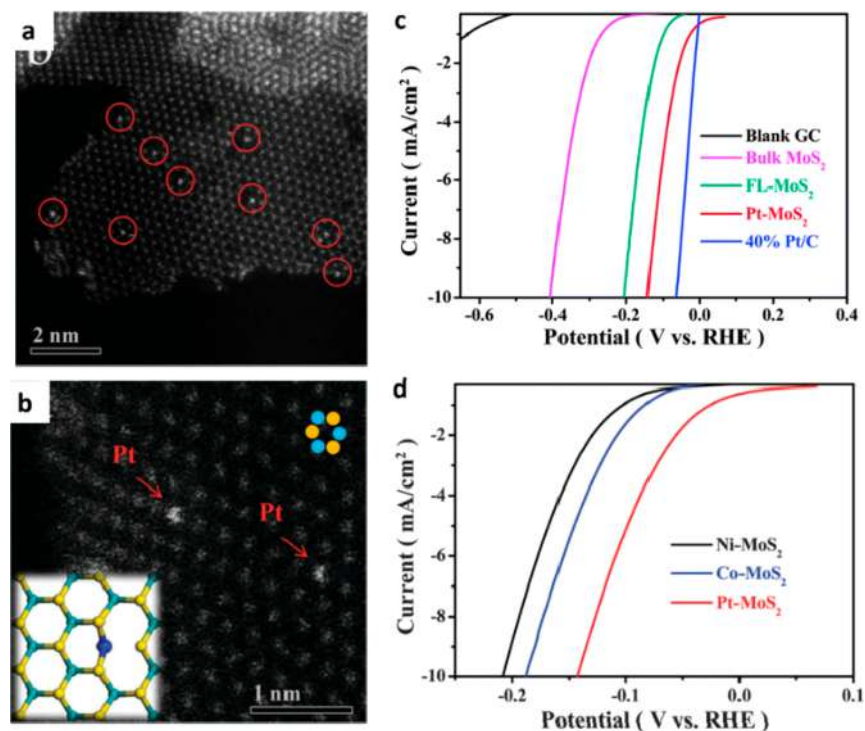 a
2 nm
b
Pt
Pt
1 nm
c
Current ( mA/cm²
-2
-4
-6
-8
-10
Blank GC
Bulk MoS₂
FL-MoS₂
Pt-MoS₂
40% Pt/C
-0.6
-0.4
-0.2
0.0
0.2
0.4
Potential ( V vs. RHE )
d
Current ( mA/cm²
-2
-4
-6
-8
-10
Ni-MoS₂
Co-MoS₂
Pt-MoS₂
-0.2
-0.1
0.0
0.1
Potential ( V vs. RHE )